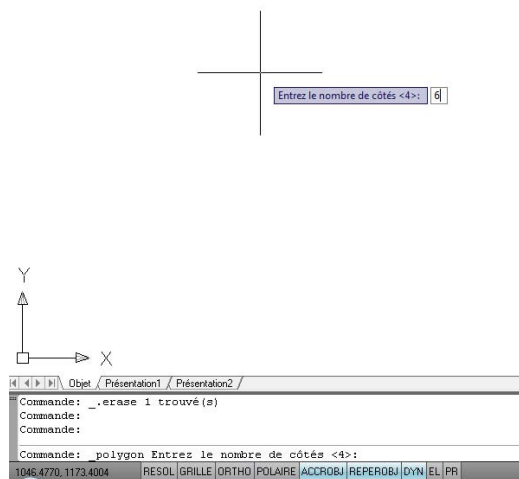 Entrez le nombre de côtés <4>: 6
Y
X
Objet Présentation1 Présentation2
Commande: _.erase 1 trouvé(s)
Commande:
Commande:
Commande: _polygon Entrez le nombre de côtés <4>:
1046.4770, 1173.4004 RESOL GRILLE ORTHO POLAIRE ACCROBJ REPEROBJ DYN EL PR